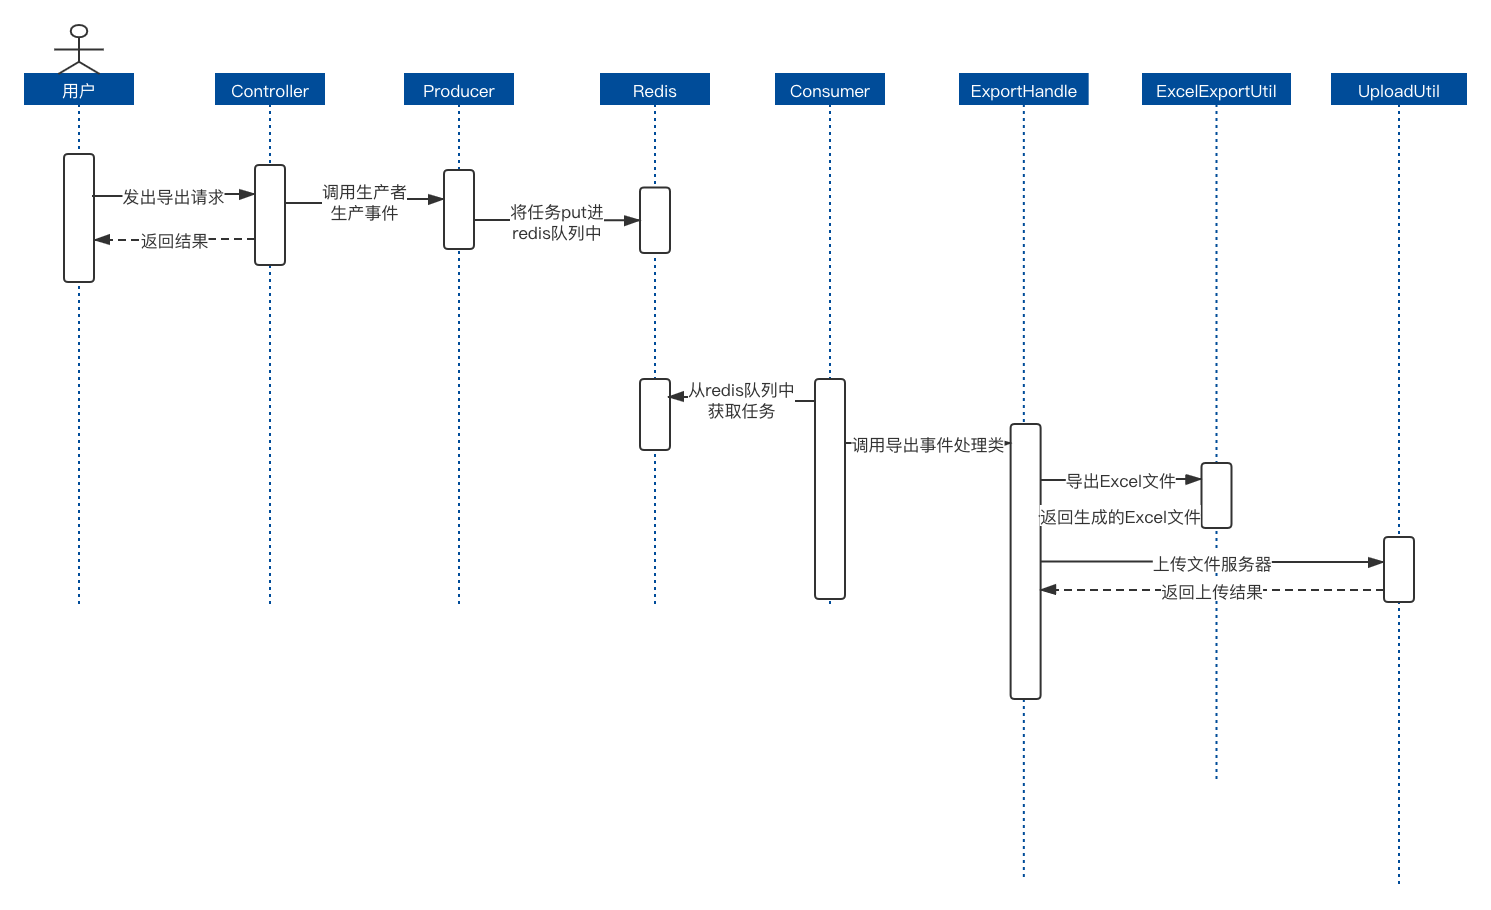 用户
Controller
Producer
Redis
Consumer
ExportHandle
ExcelExportUtil
UploadUtil
发出导出请求
调用生产者
生产事件
将任务put进
redis队列中
返回结果
从redis队列中
获取任务
调用导出事件处理类
导出Excel文件
返回生成的Excel文件
上传文件服务器
返回上传结果